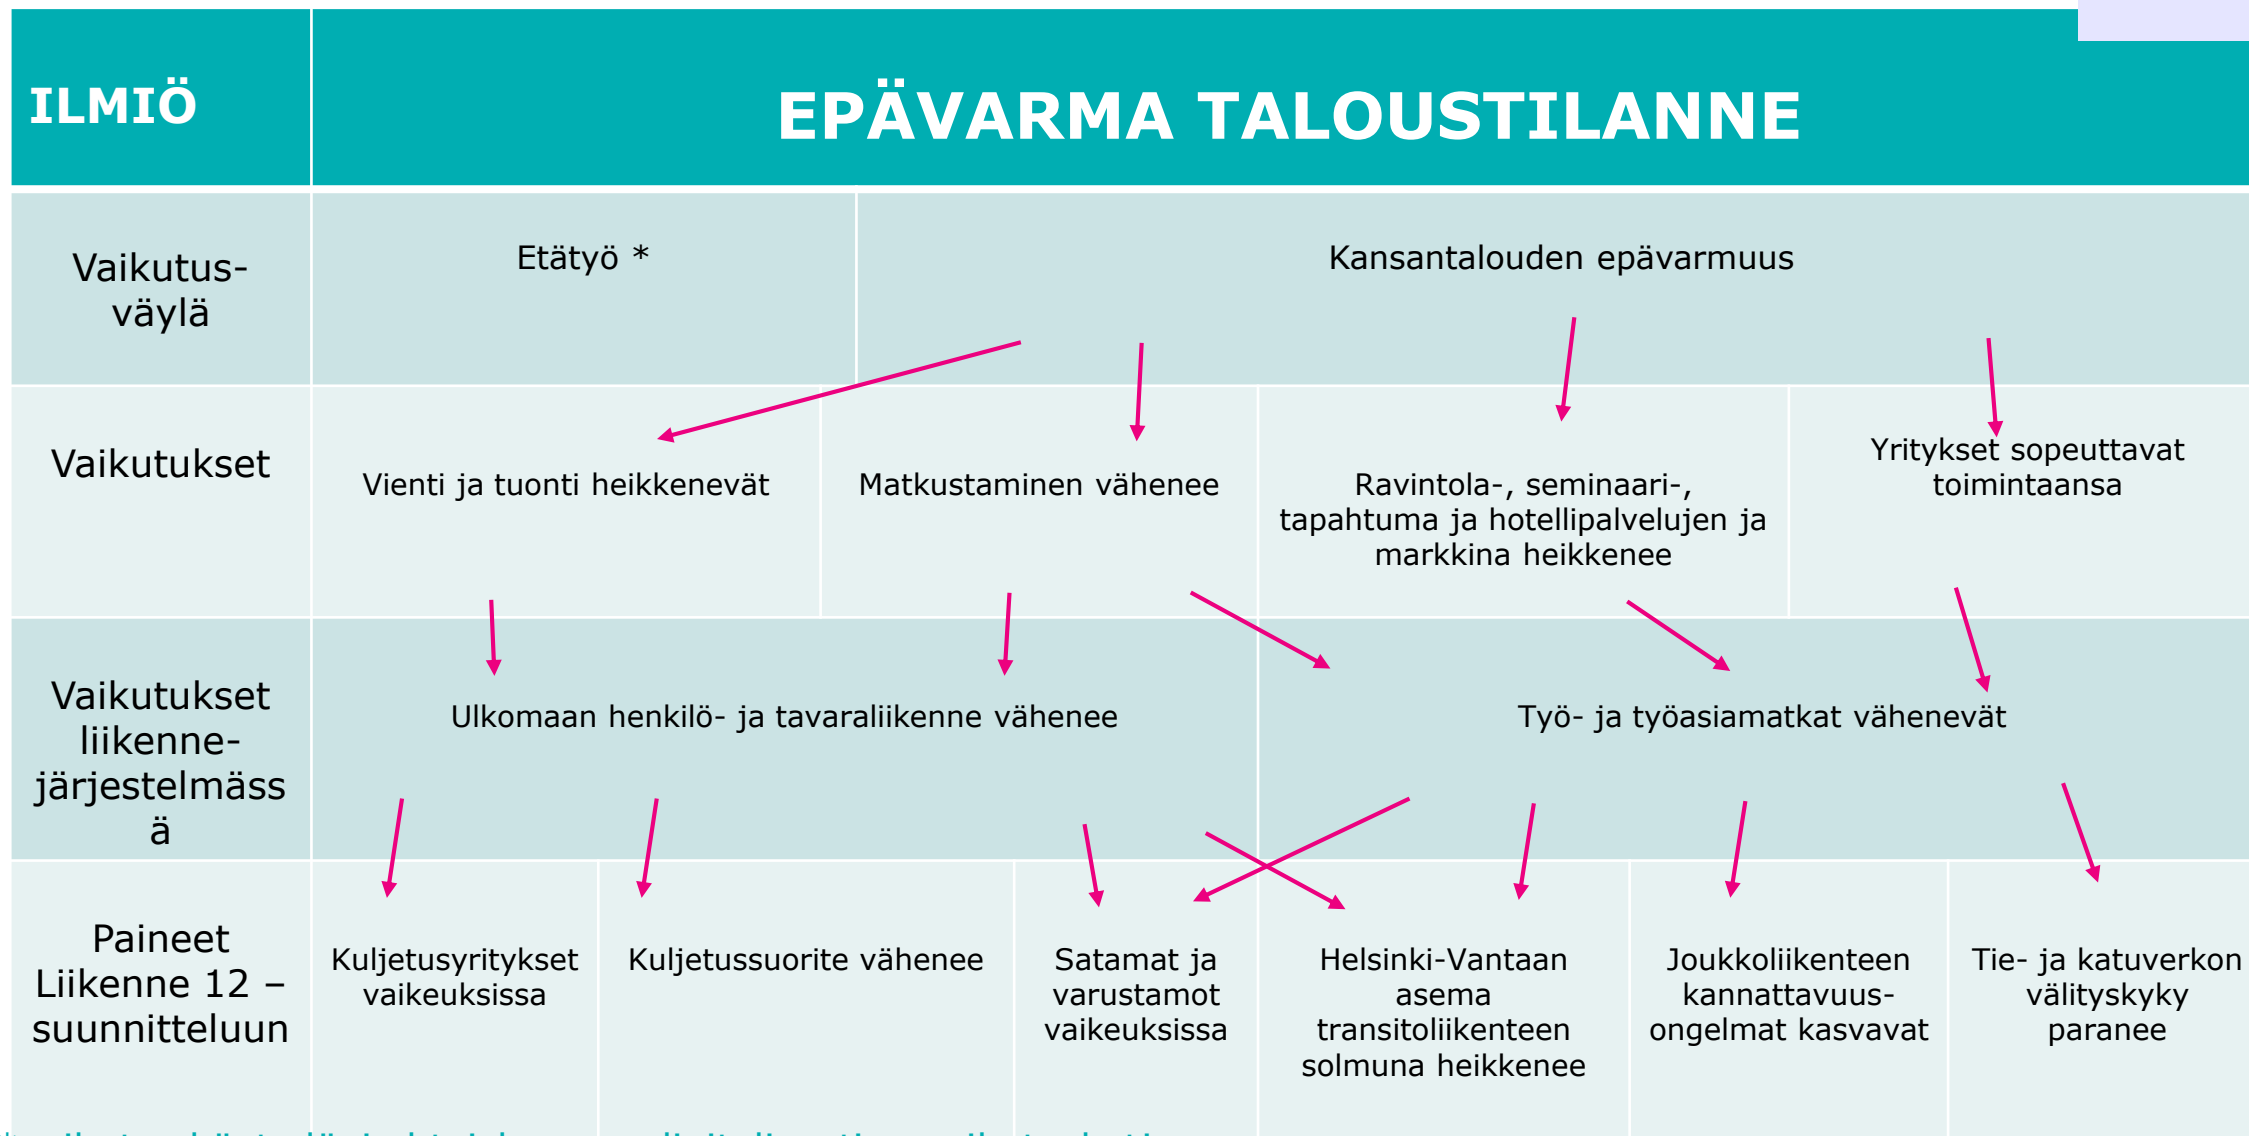 ILMIÖ
EPÄVARMA TALOUSTILANNE
Vaikutus-
väylä
Etätyö *
Kansantalouden epävarmuus
Vaikutukset
Vienti ja tuonti heikkenevät
Matkustaminen vähenee
Ravintola-, seminaari-,
tapahtuma ja hotellipalvelujen ja
markkina heikkenee
Yritykset sopeuttavat
toimintaansa
Vaikutukset
liikenne-
järjestelmäss
ä
Ulkomaan henkilö- ja tavaraliikenne vähenee
Työ- ja työasiamatkat vähenevät
Paineet
Liikenne 12 –
suunnitteluun
Kuljetusyritykset
vaikeuksissa
Kuljetussuorite vähenee
Satamat ja
varustamot
vaikeuksissa
Helsinki-Vantaan
asema
transitoliikenteen
solmuna heikkenee
Joukkoliikenteen
kannattavuus-
ongelmat kasvavat
Tie- ja katuverkon
välityskyky
paranee